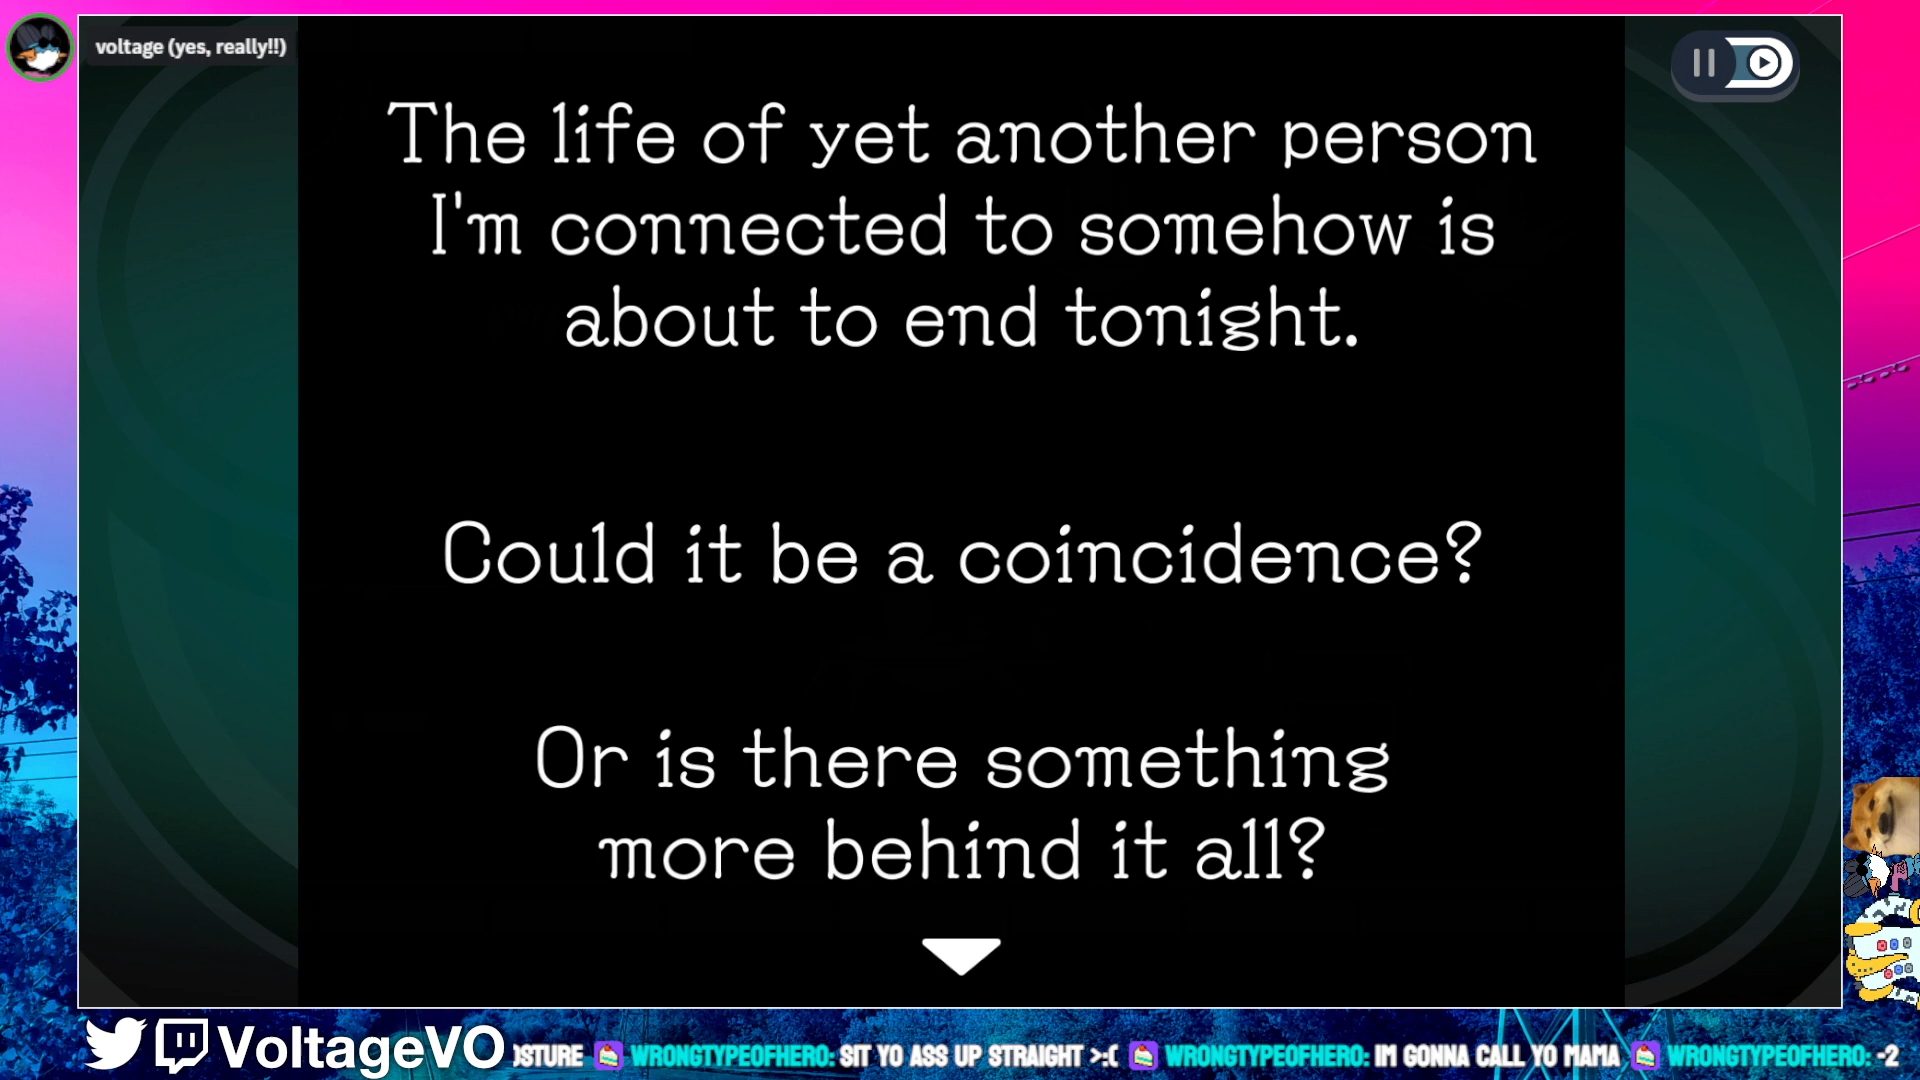 voltage (yes, really!!)
The life of yet another person
I'm connected to somehow is
about to end tonight.
Could it be a coincidence?
Or is there something
more behind it all?
VoltageVO
OSTURE WRONGTYPEOFHERO: SIT YO ASS UP STRAIGHT >:( WRONGTYPEOFHERO: IM GONNA CALL YO MAMA WRONGTYPEOFHERO: -2